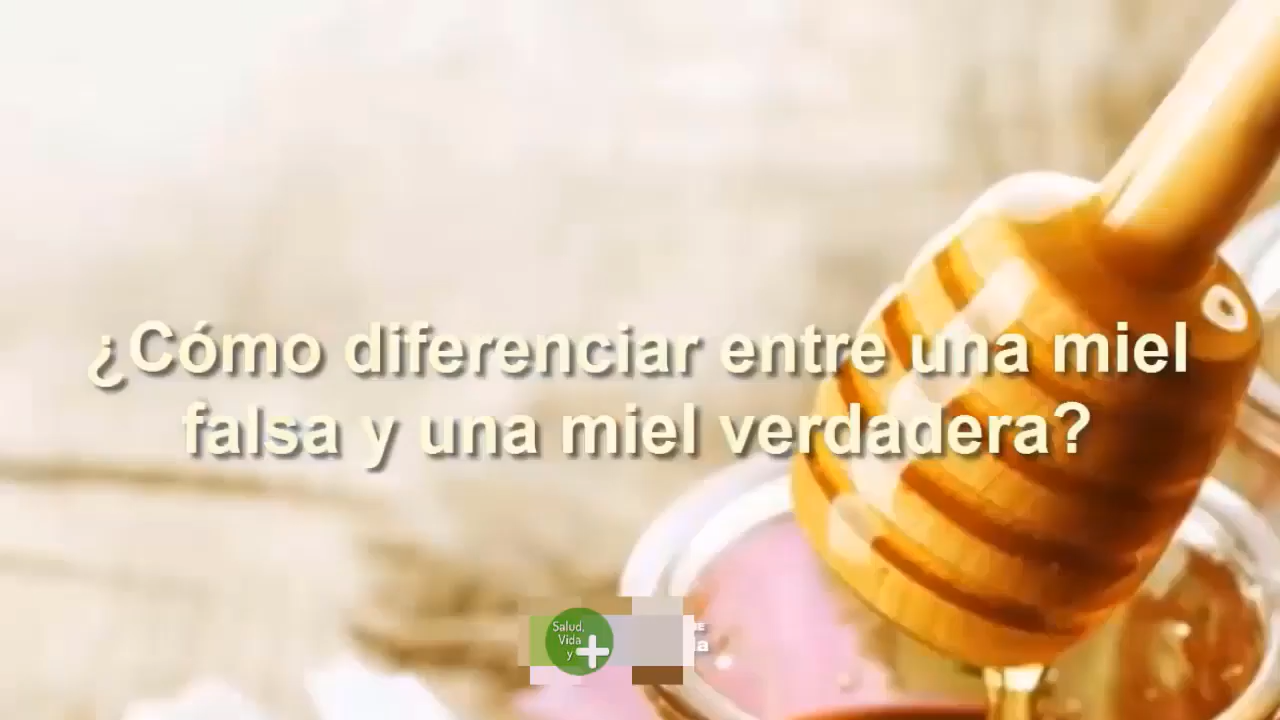 ¿Cómo diferenciar entre una miel
falsa y una miel verdadera?
Salud,
Vida
y